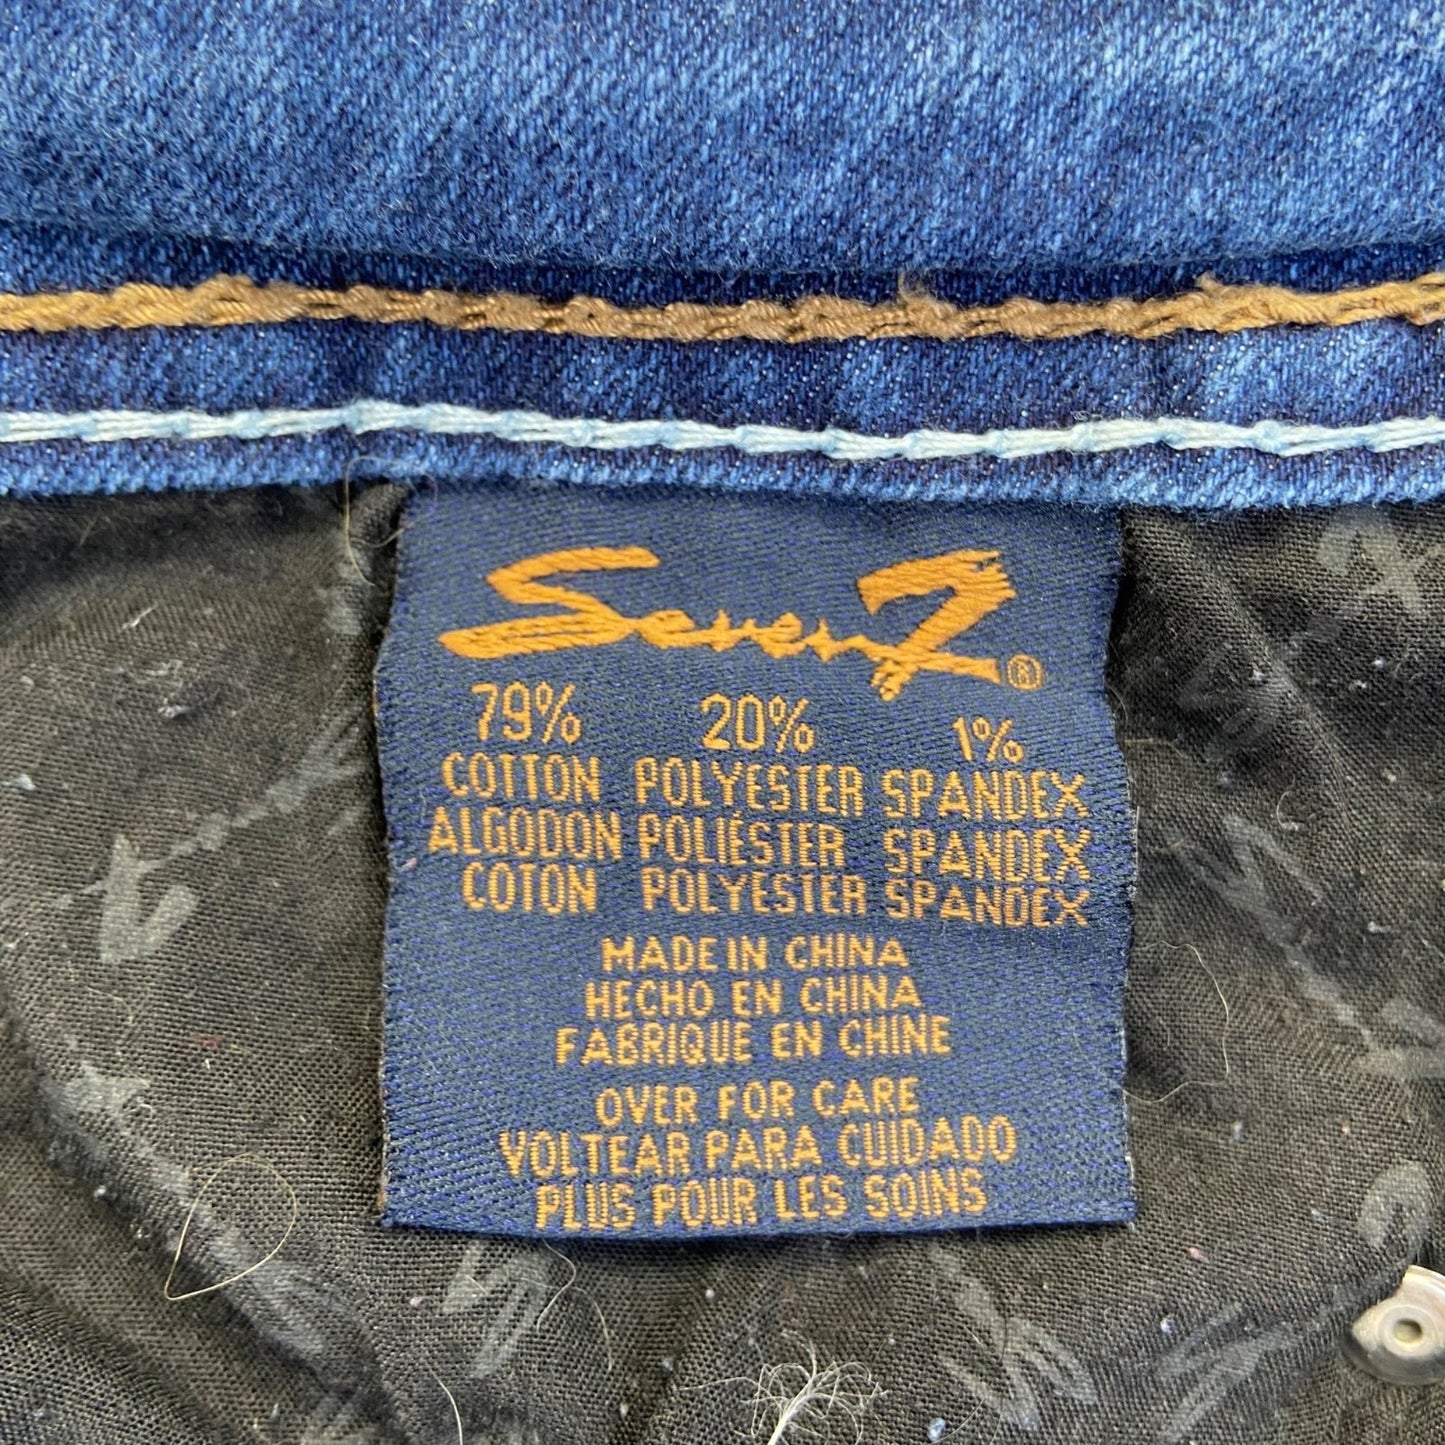 Seven7®
79% 20% 1%
COTTON POLYESTER SPANDEX
ALGODON POLIÉSTER SPANDEX
COTON POLYESTER SPANDEX
MADE IN CHINA
HECHO EN CHINA
FABRIQUE EN CHINE
OVER FOR CARE
VOLTEAR PARA CUIDADO
PLUS POUR LES SOINS